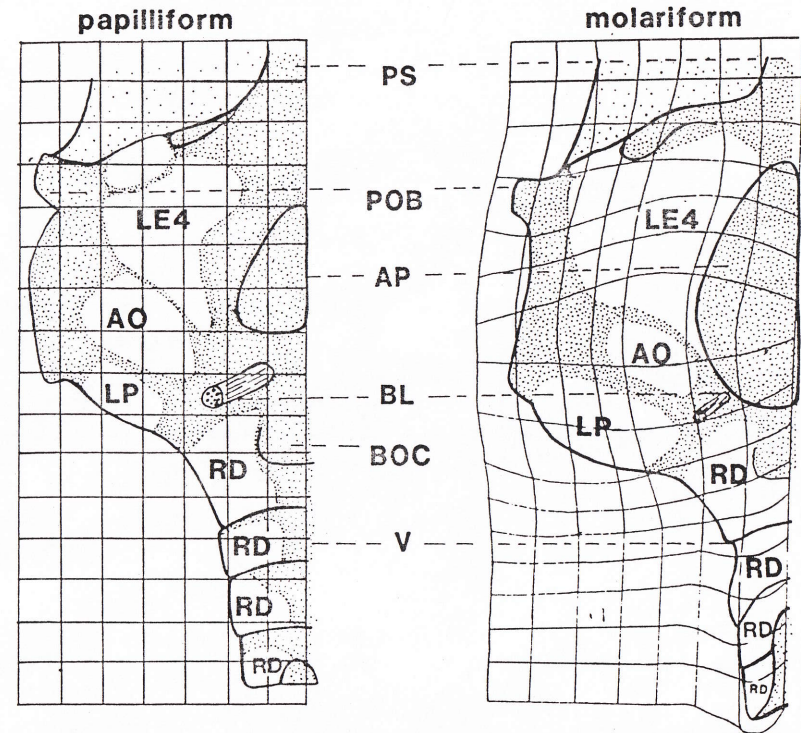 papilliform
molariform
PS
POB
LE4
LE4
AP
AO
AO
BL
LP
LP
BOC
RD
RD
V
RD
RD
RD
RD
RD
RD